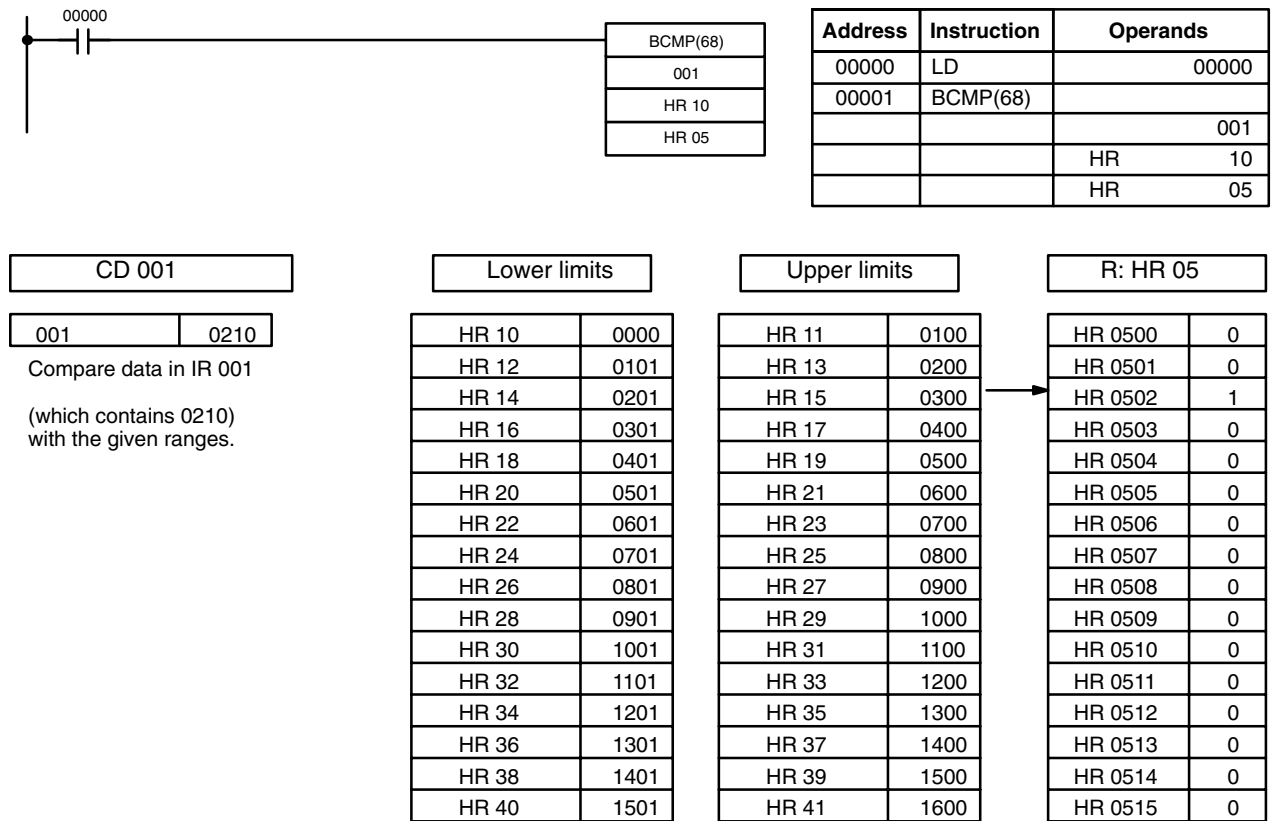 00000
BCMP(68)
001
HR 10
HR 05
Address Instruction Operands
00000 LD 00000
00001 BCMP(68)
001
HR 10
HR 05
CD 001 Lower limits Upper limits R: HR 05
001 0210 HR 10 0000 HR 11 0100 HR 0500 0
Compare data in IR 001 HR 12 0101 HR 13 0200 HR 0501 0
(which contains 0210) HR 14 0201 HR 15 0300 HR 0502 1
with the given ranges. HR 16 0301 HR 17 0400 HR 0503 0
HR 18 0401 HR 19 0500 HR 0504 0
HR 20 0501 HR 21 0600 HR 0505 0
HR 22 0601 HR 23 0700 HR 0506 0
HR 24 0701 HR 25 0800 HR 0507 0
HR 26 0801 HR 27 0900 HR 0508 0
HR 28 0901 HR 29 1000 HR 0509 0
HR 30 1001 HR 31 1100 HR 0510 0
HR 32 1101 HR 33 1200 HR 0511 0
HR 34 1201 HR 35 1300 HR 0512 0
HR 36 1301 HR 37 1400 HR 0513 0
HR 38 1401 HR 39 1500 HR 0514 0
HR 40 1501 HR 41 1600 HR 0515 0